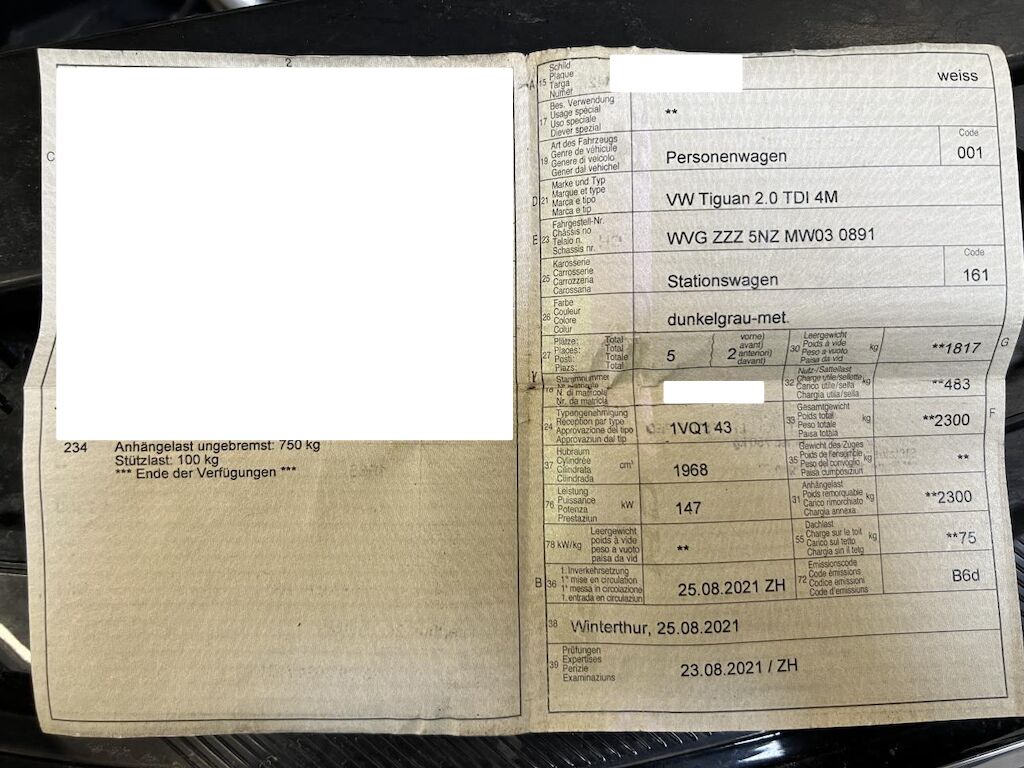 2
C
234 Anhängelast ungebremst: 750 kg
Stützlast: 100 kg
*** Ende der Verfügungen ***
A 15 Schild
Plaque
Targa
Numer
weiss
17 Bes. Verwendung
Usage spécial
Uso speciale
Diever spezial
**
19 Art des Fahrzeugs
Genre de véhicule
Genere di veicolo
Gener dal vehichel
Personenwagen
Code
001
D 21 Marke und Typ
Marque et type
Marca e tipo
Marca e tip
VW Tiguan 2.0 TDI 4M
E 23 Fahrgestell-Nr.
Châssis no
Telaio n.
Schassis nr.
WVG ZZZ 5NZ MW03 0891
25 Karosserie
Carrosserie
Carrozzeria
Carossaria
Stationswagen
Code
161
26 Farbe
Couleur
Colore
Colur
dunkelgrau-met.
27 Plätze: Total
Places: Total
Posti: Totale
Plazs: Total
5
2
vorne)
avant)
anteriori)
davant)
G
30 Leergewicht
Poids à vide
Peso a vuoto
Paisa da vid
kg
**1817
18 Stammnummer
No matricule
N. di matricola
Nr. da matricla
32 Nutz-/Sattellast
Charge utile/sellette
Carico utile/sella
Chargia utila/sella
kg
**483
24 Typengenehmigung
Réception par type
Approvazione del tipo
Approvaziun dal tip
1VQ1 43
F
33 Gesamtgewicht
Poids total
Peso totale
Paisa totala
kg
**2300
37 Hubraum
Cylindrée
Cilindrata
Cilindrada
cm³
1968
35 Gewicht des Zuges
Poids de l'ensemble
Peso del convoglio
Paisa cumposiziun
kg
**
76 Leistung
Puissance
Potenza
Prestaziun
kW
147
31 Anhängelast
Poids remorquable
Carico rimorchiato
Chargia annexa
kg
**2300
78 kW/kg Leergewicht
poids à vide
peso a vuoto
paisa da vid
**
55 Dachlast
Charge sur le toit
Carico sul tetto
Chargia sin il tetg
kg
**75
B 36 1. Inverkehrsetzung
1re mise en circulation
1a messa in circolazione
1. entrada en circulaziun
25.08.2021 ZH
72 Emissionscode
Code émissions
Codice emissioni
Code d'emissiuns
B6d
38 Winterthur, 25.08.2021
39 Prüfungen
Expertises
Perizie
Examinaziuns
23.08.2021 / ZH